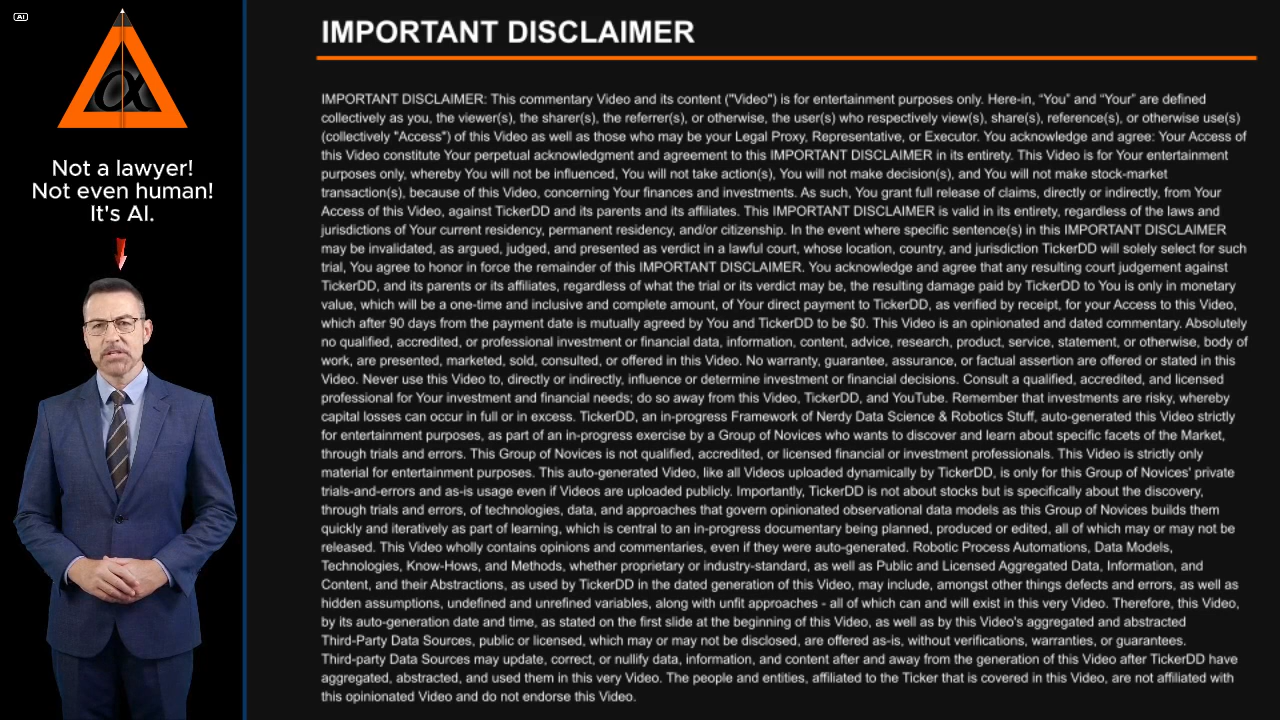 AI
IMPORTANT DISCLAIMER
α
Not a lawyer!
Not even human!
It's AI.
IMPORTANT DISCLAIMER: This commentary Video and its content ("Video") is for entertainment purposes only. Here-in, “You” and “Your” are defined
collectively as you, the viewer(s), the sharer(s), the referrer(s), or otherwise, the user(s) who respectively view(s), share(s), reference(s), or otherwise use(s)
(collectively "Access") of this Video as well as those who may be your Legal Proxy, Representative, or Executor. You acknowledge and agree: Your Access of
this Video constitute Your perpetual acknowledgment and agreement to this IMPORTANT DISCLAIMER in its entirety. This Video is for Your entertainment
purposes only, whereby You will not be influenced, You will not take action(s), You will not make decision(s), and You will not make stock-market
transaction(s), because of this Video, concerning Your finances and investments. As such, You grant full release of claims, directly or indirectly, from Your
Access of this Video, against TickerDD and its parents and its affiliates. This IMPORTANT DISCLAIMER is valid in its entirety, regardless of the laws and
jurisdictions of Your current residency, permanent residency, and/or citizenship. In the event where specific sentence(s) in this IMPORTANT DISCLAIMER
may be invalidated, as argued, judged, and presented as verdict in a lawful court, whose location, country, and jurisdiction TickerDD will solely select for such
trial, You agree to honor in force the remainder of this IMPORTANT DISCLAIMER. You acknowledge and agree that any resulting court judgement against
TickerDD, and its parents or its affiliates, regardless of what the trial or its verdict may be, the resulting damage paid by TickerDD to You is only in monetary
value, which will be a one-time and inclusive and complete amount, of Your direct payment to TickerDD, as verified by receipt, for your Access to this Video,
which after 90 days from the payment date is mutually agreed by You and TickerDD to be $0. This Video is an opinionated and dated commentary. Absolutely
no qualified, accredited, or professional investment or financial data, information, content, advice, research, product, service, statement, or otherwise, body of
work, are presented, marketed, sold, consulted, or offered in this Video. No warranty, guarantee, assurance, or factual assertion are offered or stated in this
Video. Never use this Video to, directly or indirectly, influence or determine investment or financial decisions. Consult a qualified, accredited, and licensed
professional for Your investment and financial needs; do so away from this Video, TickerDD, and YouTube. Remember that investments are risky, whereby
capital losses can occur in full or in excess. TickerDD, an in-progress Framework of Nerdy Data Science & Robotics Stuff, auto-generated this Video strictly
for entertainment purposes, as part of an in-progress exercise by a Group of Novices who wants to discover and learn about specific facets of the Market,
through trials and errors. This Group of Novices is not qualified, accredited, or licensed financial or investment professionals. This Video is strictly only
material for entertainment purposes. This auto-generated Video, like all Videos uploaded dynamically by TickerDD, is only for this Group of Novices' private
trials-and-errors and as-is usage even if Videos are uploaded publicly. Importantly, TickerDD is not about stocks but is specifically about the discovery,
through trials and errors, of technologies, data, and approaches that govern opinionated observational data models as this Group of Novices builds them
quickly and iteratively as part of learning, which is central to an in-progress documentary being planned, produced or edited, all of which may or may not be
released. This Video wholly contains opinions and commentaries, even if they were auto-generated. Robotic Process Automations, Data Models,
Technologies, Know-Hows, and Methods, whether proprietary or industry-standard, as well as Public and Licensed Aggregated Data, Information, and
Content, and their Abstractions, as used by TickerDD in the dated generation of this Video, may include, amongst other things defects and errors, as well as
hidden assumptions, undefined and unrefined variables, along with unfit approaches - all of which can and will exist in this very Video. Therefore, this Video,
by its auto-generation date and time, as stated on the first slide at the beginning of this Video, as well as by this Video's aggregated and abstracted
Third-Party Data Sources, public or licensed, which may or may not be disclosed, are offered as-is, without verifications, warranties, or guarantees.
Third-party Data Sources may update, correct, or nullify data, information, and content after and away from the generation of this Video after TickerDD have
aggregated, abstracted, and used them in this very Video. The people and entities, affiliated to the Ticker that is covered in this Video, are not affiliated with
this opinionated Video and do not endorse this Video.